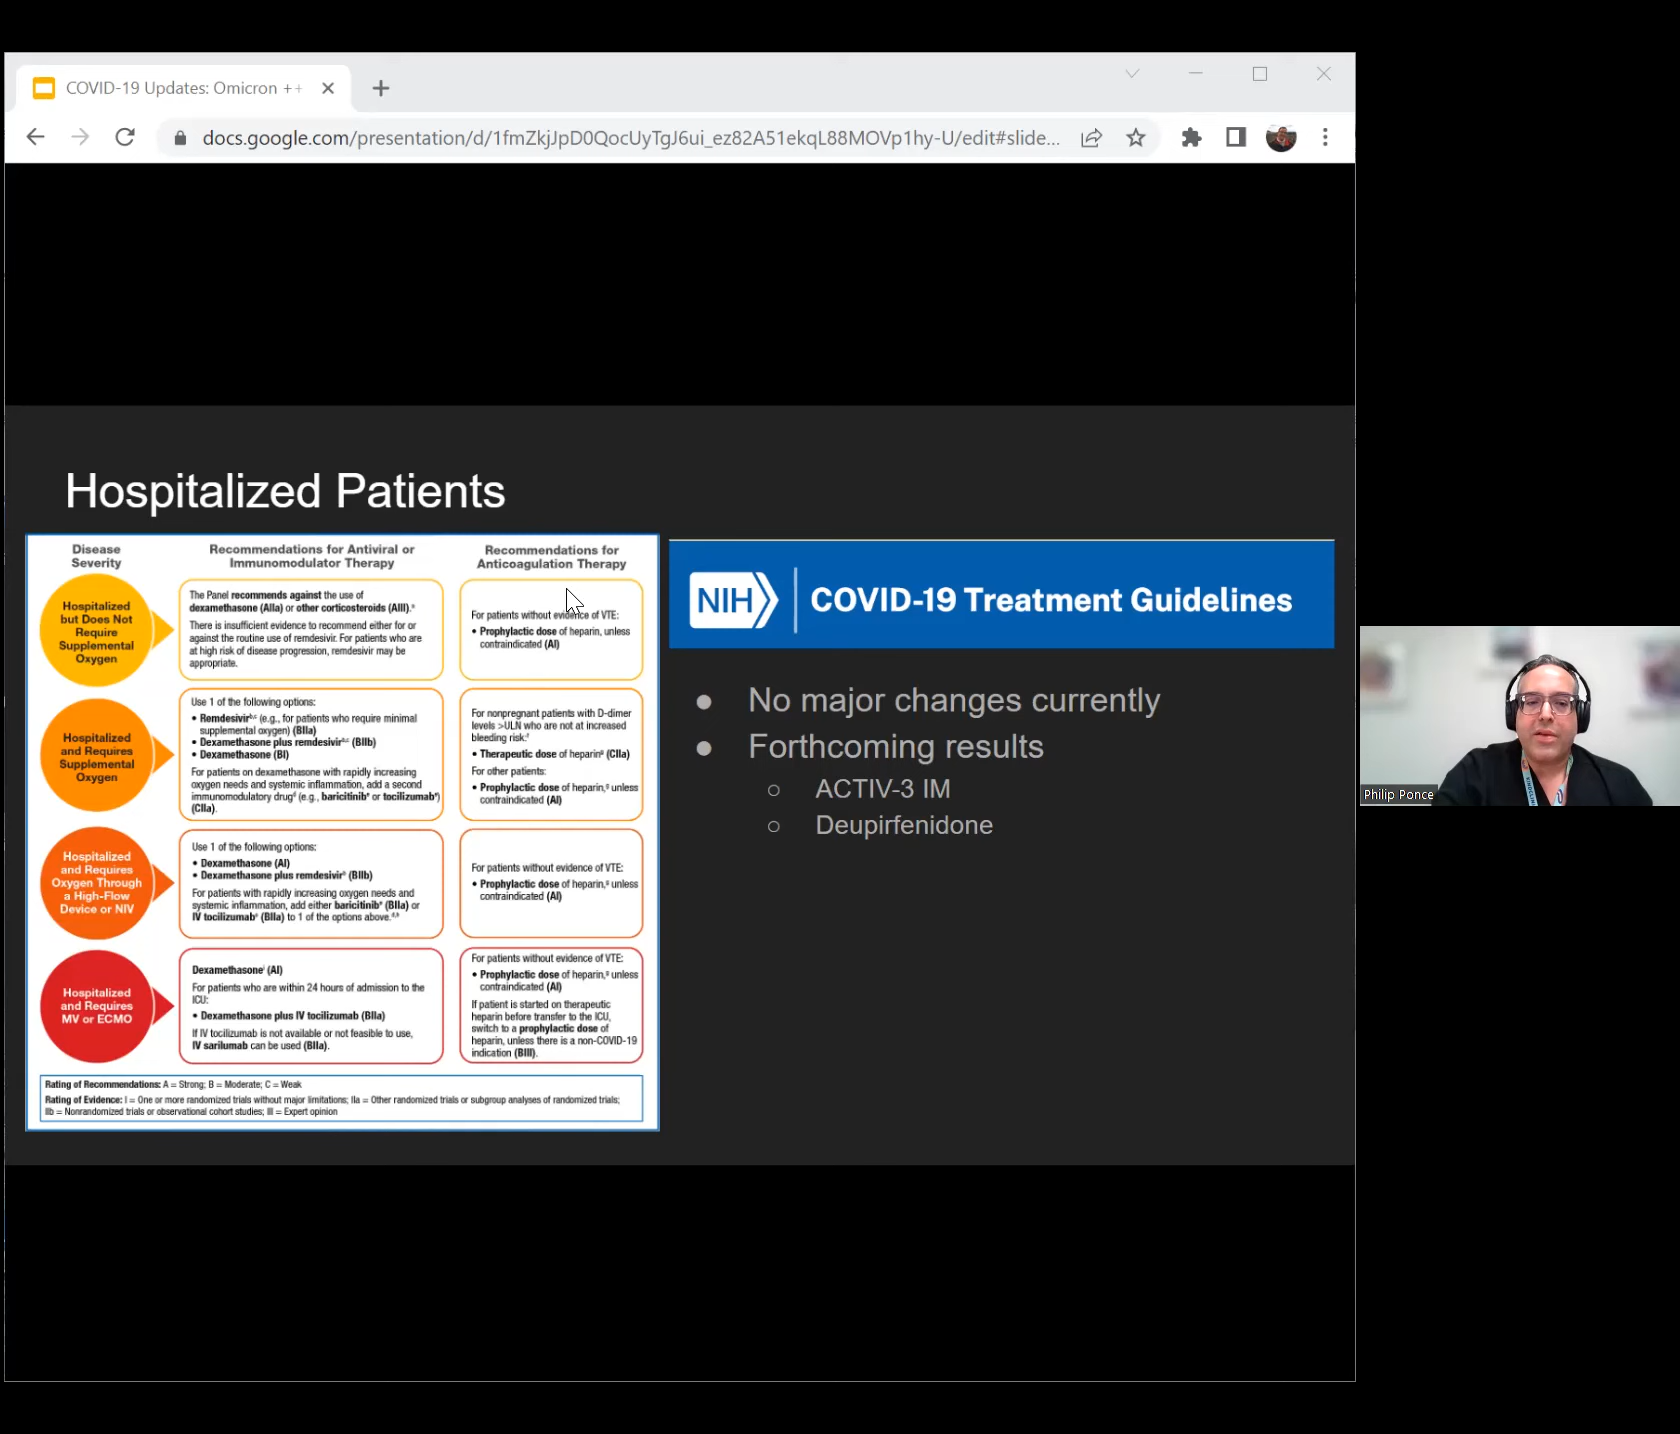 COVID-19 Updates: Omicron ++
docs.google.com/presentation/d/1fmZkjJpD0QocUyTgJ6ui_ez82A51ekqL88MOVp1hy-U/edit#slide...
Hospitalized Patients
Disease
Severity
Recommendations for Antiviral or
Immunomodulator Therapy
Recommendations for
Anticoagulation Therapy
Hospitalized
but Does Not
Require
Supplemental
Oxygen
The Panel recommends against the use of
dexamethasone (AIIa) or other corticosteroids (AIII).ᵃ
There is insufficient evidence to recommend either for or
against the routine use of remdesivir. For patients who are
at high risk of disease progression, remdesivir may be
appropriate.
For patients without evidence of VTE:
• Prophylactic dose of heparin, unless
contraindicated (AI)
Hospitalized
and Requires
Supplemental
Oxygen
Use 1 of the following options:
• Remdesivirᵇ,ᶜ (e.g., for patients who require minimal
supplemental oxygen) (BIIa)
• Dexamethasone plus remdesivirᵇ,ᶜ (BIIb)
• Dexamethasone (BI)
For patients on dexamethasone with rapidly increasing
oxygen needs and systemic inflammation, add a second
immunomodulatory drugᵈ (e.g., baricitinibᵉ or tocilizumabᵉ)
(CIIa).
For nonpregnant patients with D-dimer
levels >ULN who are not at increased
bleeding risk:ᶠ
• Therapeutic dose of heparinᵍ (CIIa)
For other patients:
• Prophylactic dose of heparin,ᵍ unless
contraindicated (AI)
Hospitalized
and Requires
Oxygen Through
a High-Flow
Device or NIV
Use 1 of the following options:
• Dexamethasone (AI)
• Dexamethasone plus remdesivirᵇ (BIIb)
For patients with rapidly increasing oxygen needs and
systemic inflammation, add either baricitinibᵉ (BIIa) or
IV tocilizumabᵉ (BIIa) to 1 of the options above.ᵈ,ʰ
For patients without evidence of VTE:
• Prophylactic dose of heparin,ᵍ unless
contraindicated (AI)
Hospitalized
and Requires
MV or ECMO
Dexamethasoneⁱ (AI)
For patients who are within 24 hours of admission to the
ICU:
• Dexamethasone plus IV tocilizumab (BIIa)
If IV tocilizumab is not available or not feasible to use,
IV sarilumab can be used (BIIa).
For patients without evidence of VTE:
• Prophylactic dose of heparin,ᵍ unless
contraindicated (AI)
If patient is started on therapeutic
heparin before transfer to the ICU,
switch to a prophylactic dose of
heparin, unless there is a non-COVID-19
indication (BIII).
Rating of Recommendations: A = Strong; B = Moderate; C = Weak
Rating of Evidence: I = One or more randomized trials without major limitations; IIa = Other randomized trials or subgroup analyses of randomized trials;
IIb = Nonrandomized trials or observational cohort studies; III = Expert opinion
NIH COVID-19 Treatment Guidelines
● No major changes currently
● Forthcoming results
○ ACTIV-3 IM
○ Deupirfenidone
Philip Ponce